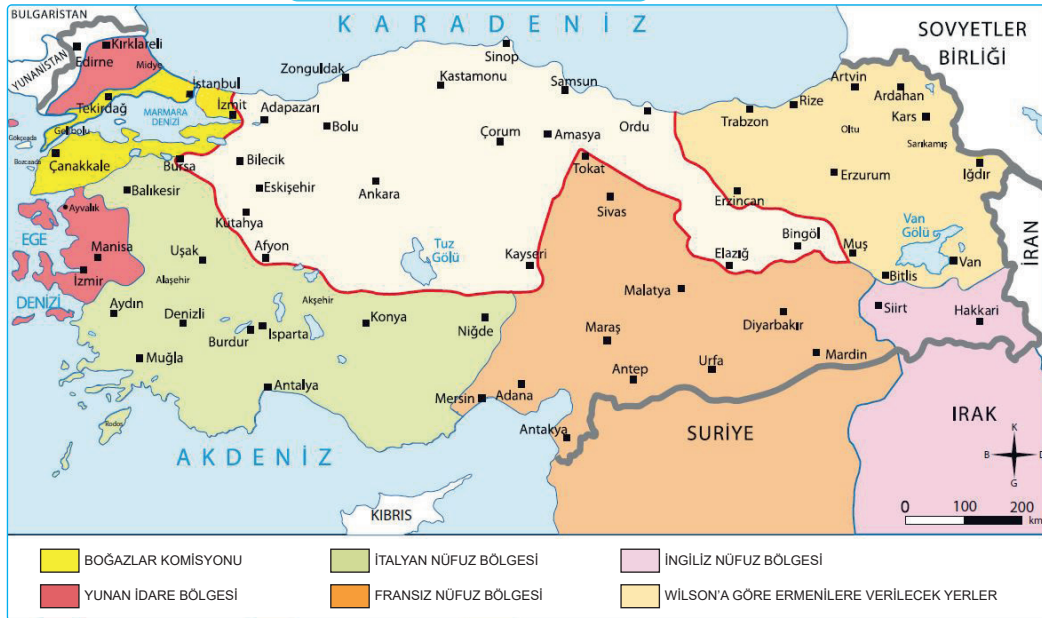 BULGARİSTAN
KARADENİZ
SOVYETLER
BİRLİĞİ
YUNANİSTAN
Kırklareli
Edirne
Midye
Sinop
Zonguldak
Kastamonu
Samsun
İstanbul
Artvin
Ardahan
Tekirdağ
MARMARA
DENİZİ
İzmit
Adapazarı
Bolu
Ordu
Trabzon
Rize
Kars
Gelibolu
Gökçeada
Çorum
Amasya
Oltu
Sarıkamış
Bozcaada
Çanakkale
Bursa
Bilecik
Tokat
Erzurum
Iğdır
Balıkesir
Eskişehir
Ankara
Sivas
Erzincan
Ayvalık
Kütahya
EGE
DENİZİ
Manisa
Uşak
Afyon
Tuz
Gölü
Kayseri
Elazığ
Bingöl
Muş
Van
Gölü
Van
İRAN
İzmir
Alaşehir
Akşehir
Malatya
Bitlis
Aydın
Denizli
Burdur
Isparta
Konya
Niğde
Maraş
Diyarbakır
Siirt
Hakkari
Muğla
Antalya
Mersin
Adana
Antep
Urfa
Mardin
Rodos
Antakya
SURİYE
IRAK
AKDENİZ
KIBRIS
K
B
D
G
0 100 200
km
BOĞAZLAR KOMİSYONU
İTALYAN NÜFUZ BÖLGESİ
İNGİLİZ NÜFUZ BÖLGESİ
YUNAN İDARE BÖLGESİ
FRANSIZ NÜFUZ BÖLGESİ
WİLSON'A GÖRE ERMENİLERE VERİLECEK YERLER